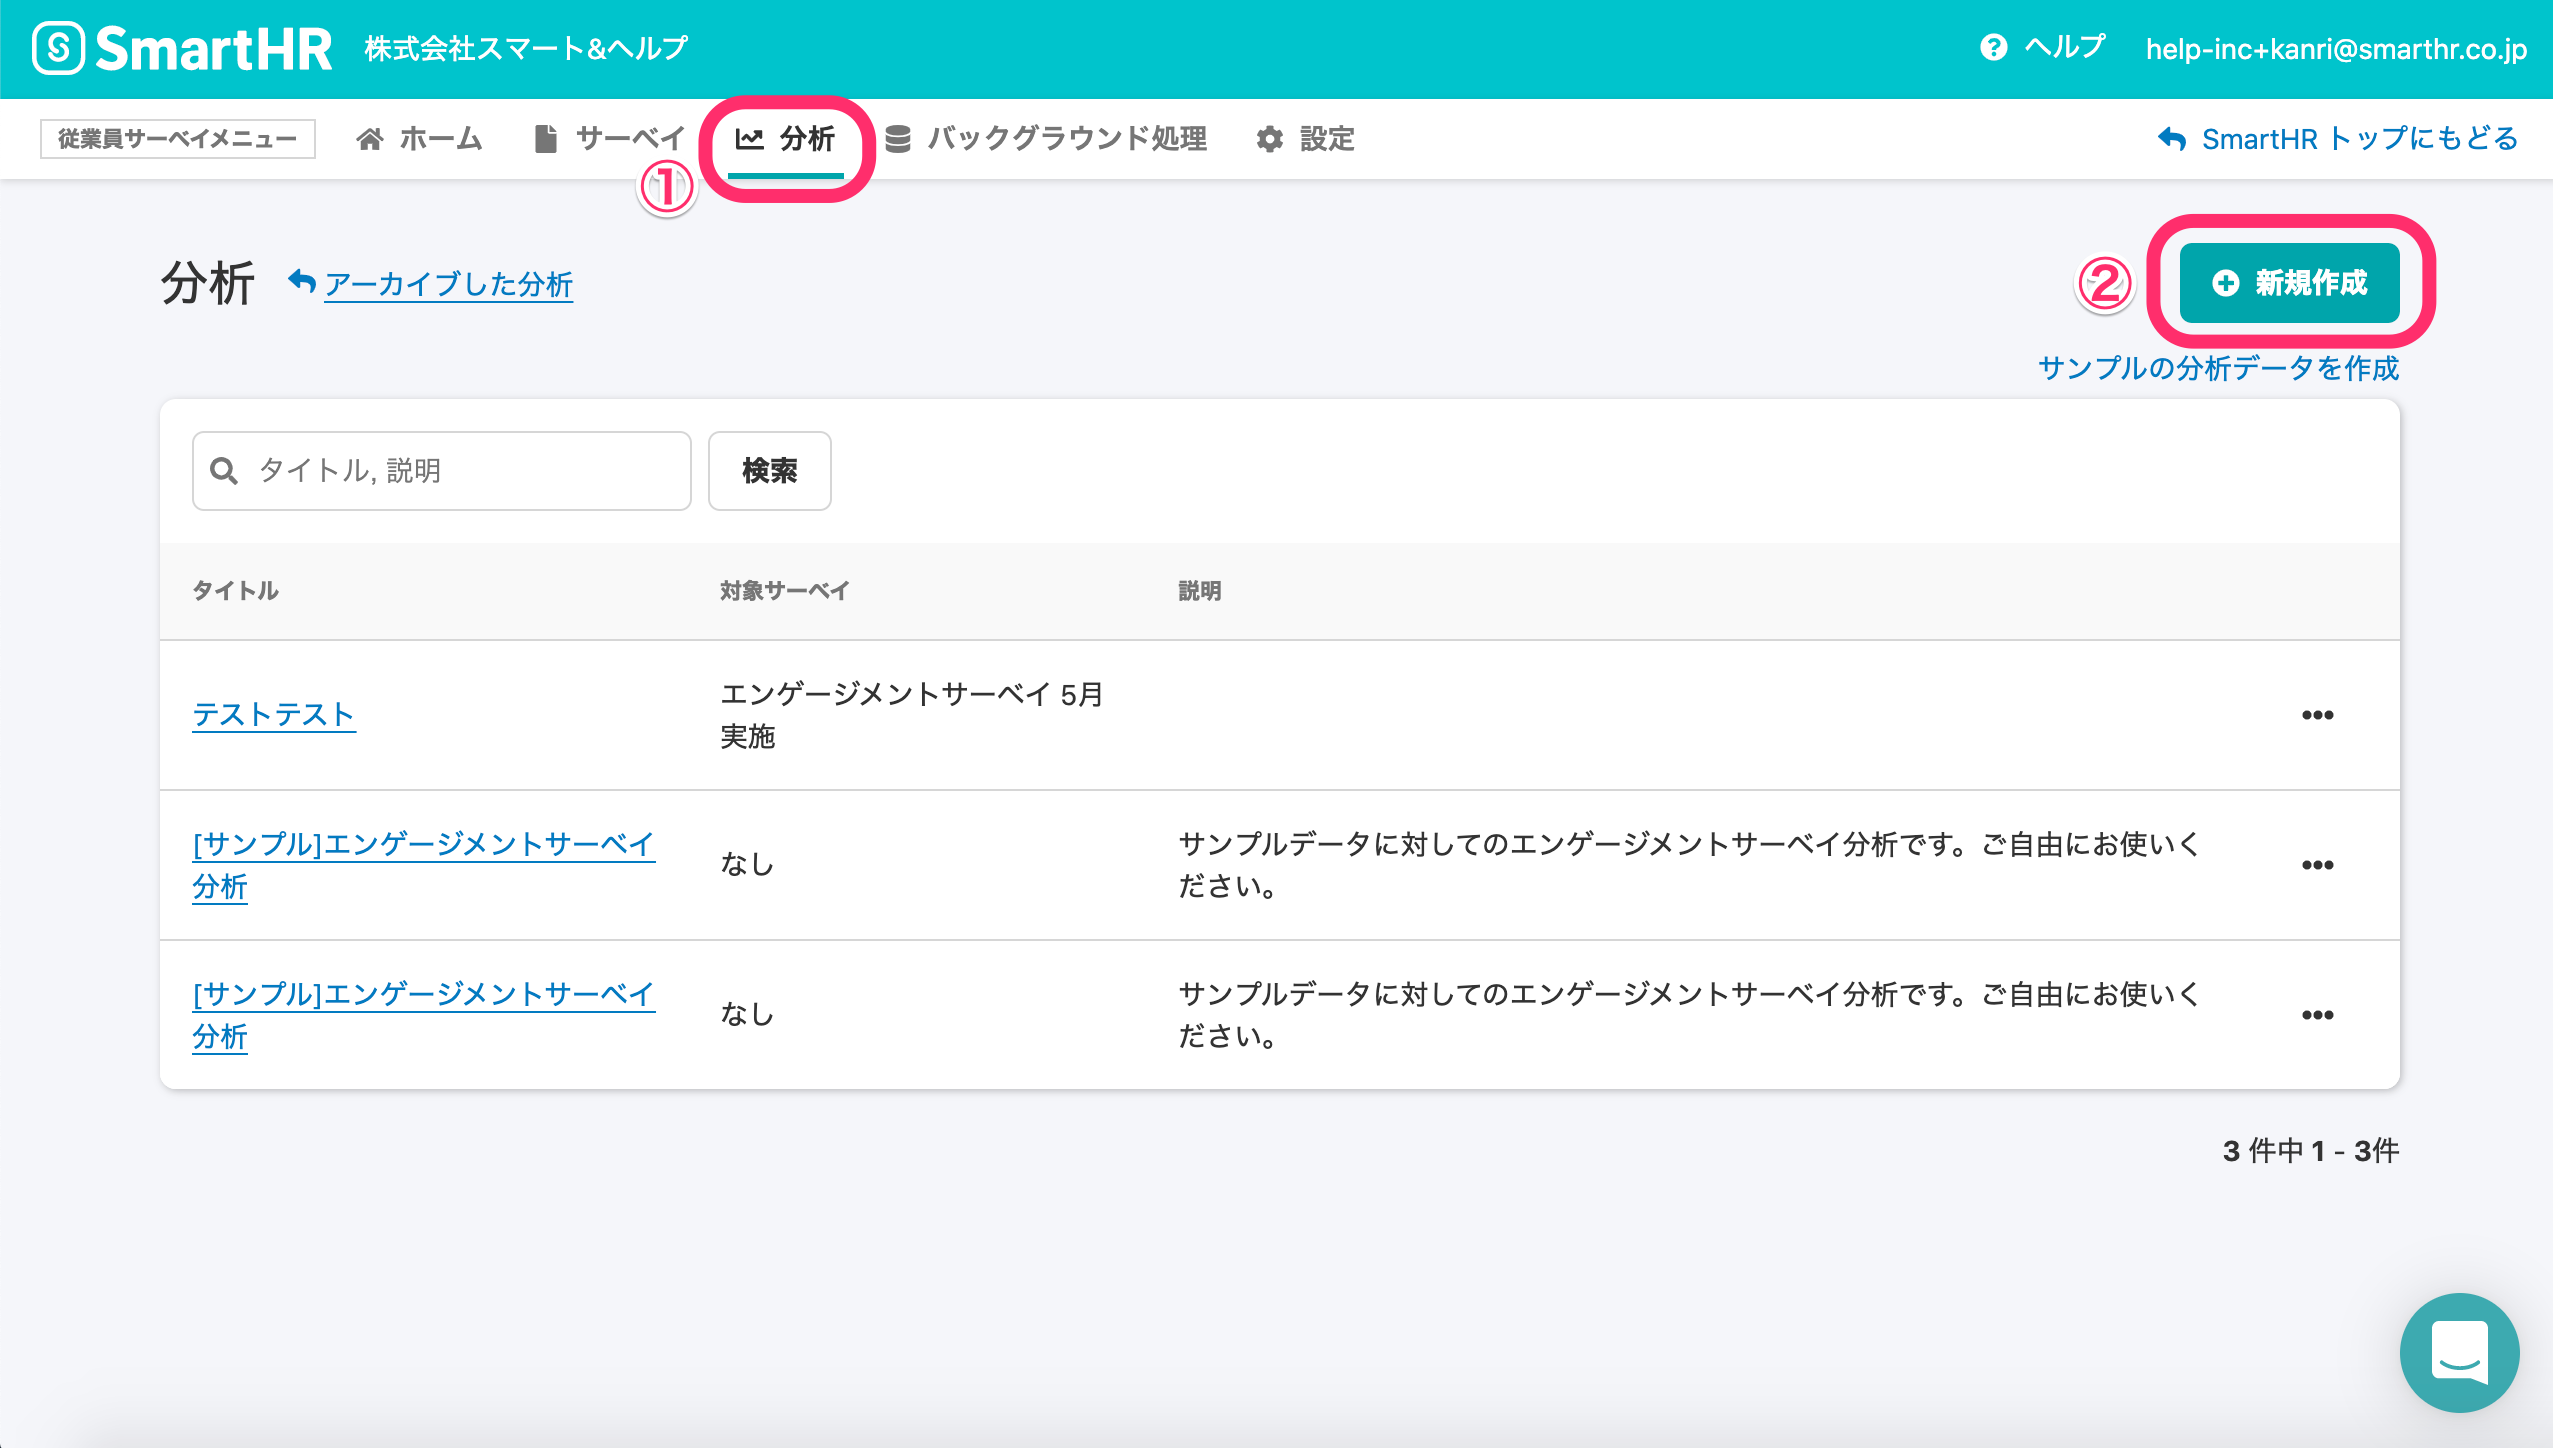 SmartHR 株式会社スマート&ヘルプ ヘルプ help-inc+kanri@smarthr.co.jp
従業員サーベイメニュー ホーム サーベイ 分析 バックグラウンド処理 設定 SmartHR トップにもどる
①
分析 アーカイブした分析 ② 新規作成
サンプルの分析データを作成
タイトル, 説明 検索
タイトル 対象サーベイ 説明
テストテスト エンゲージメントサーベイ 5月
実施
[サンプル]エンゲージメントサーベイ
分析
なし
サンプルデータに対してのエンゲージメントサーベイ分析です。ご自由にお使いく
ださい。
[サンプル]エンゲージメントサーベイ
分析
なし
サンプルデータに対してのエンゲージメントサーベイ分析です。ご自由にお使いく
ださい。
3 件中 1 - 3件